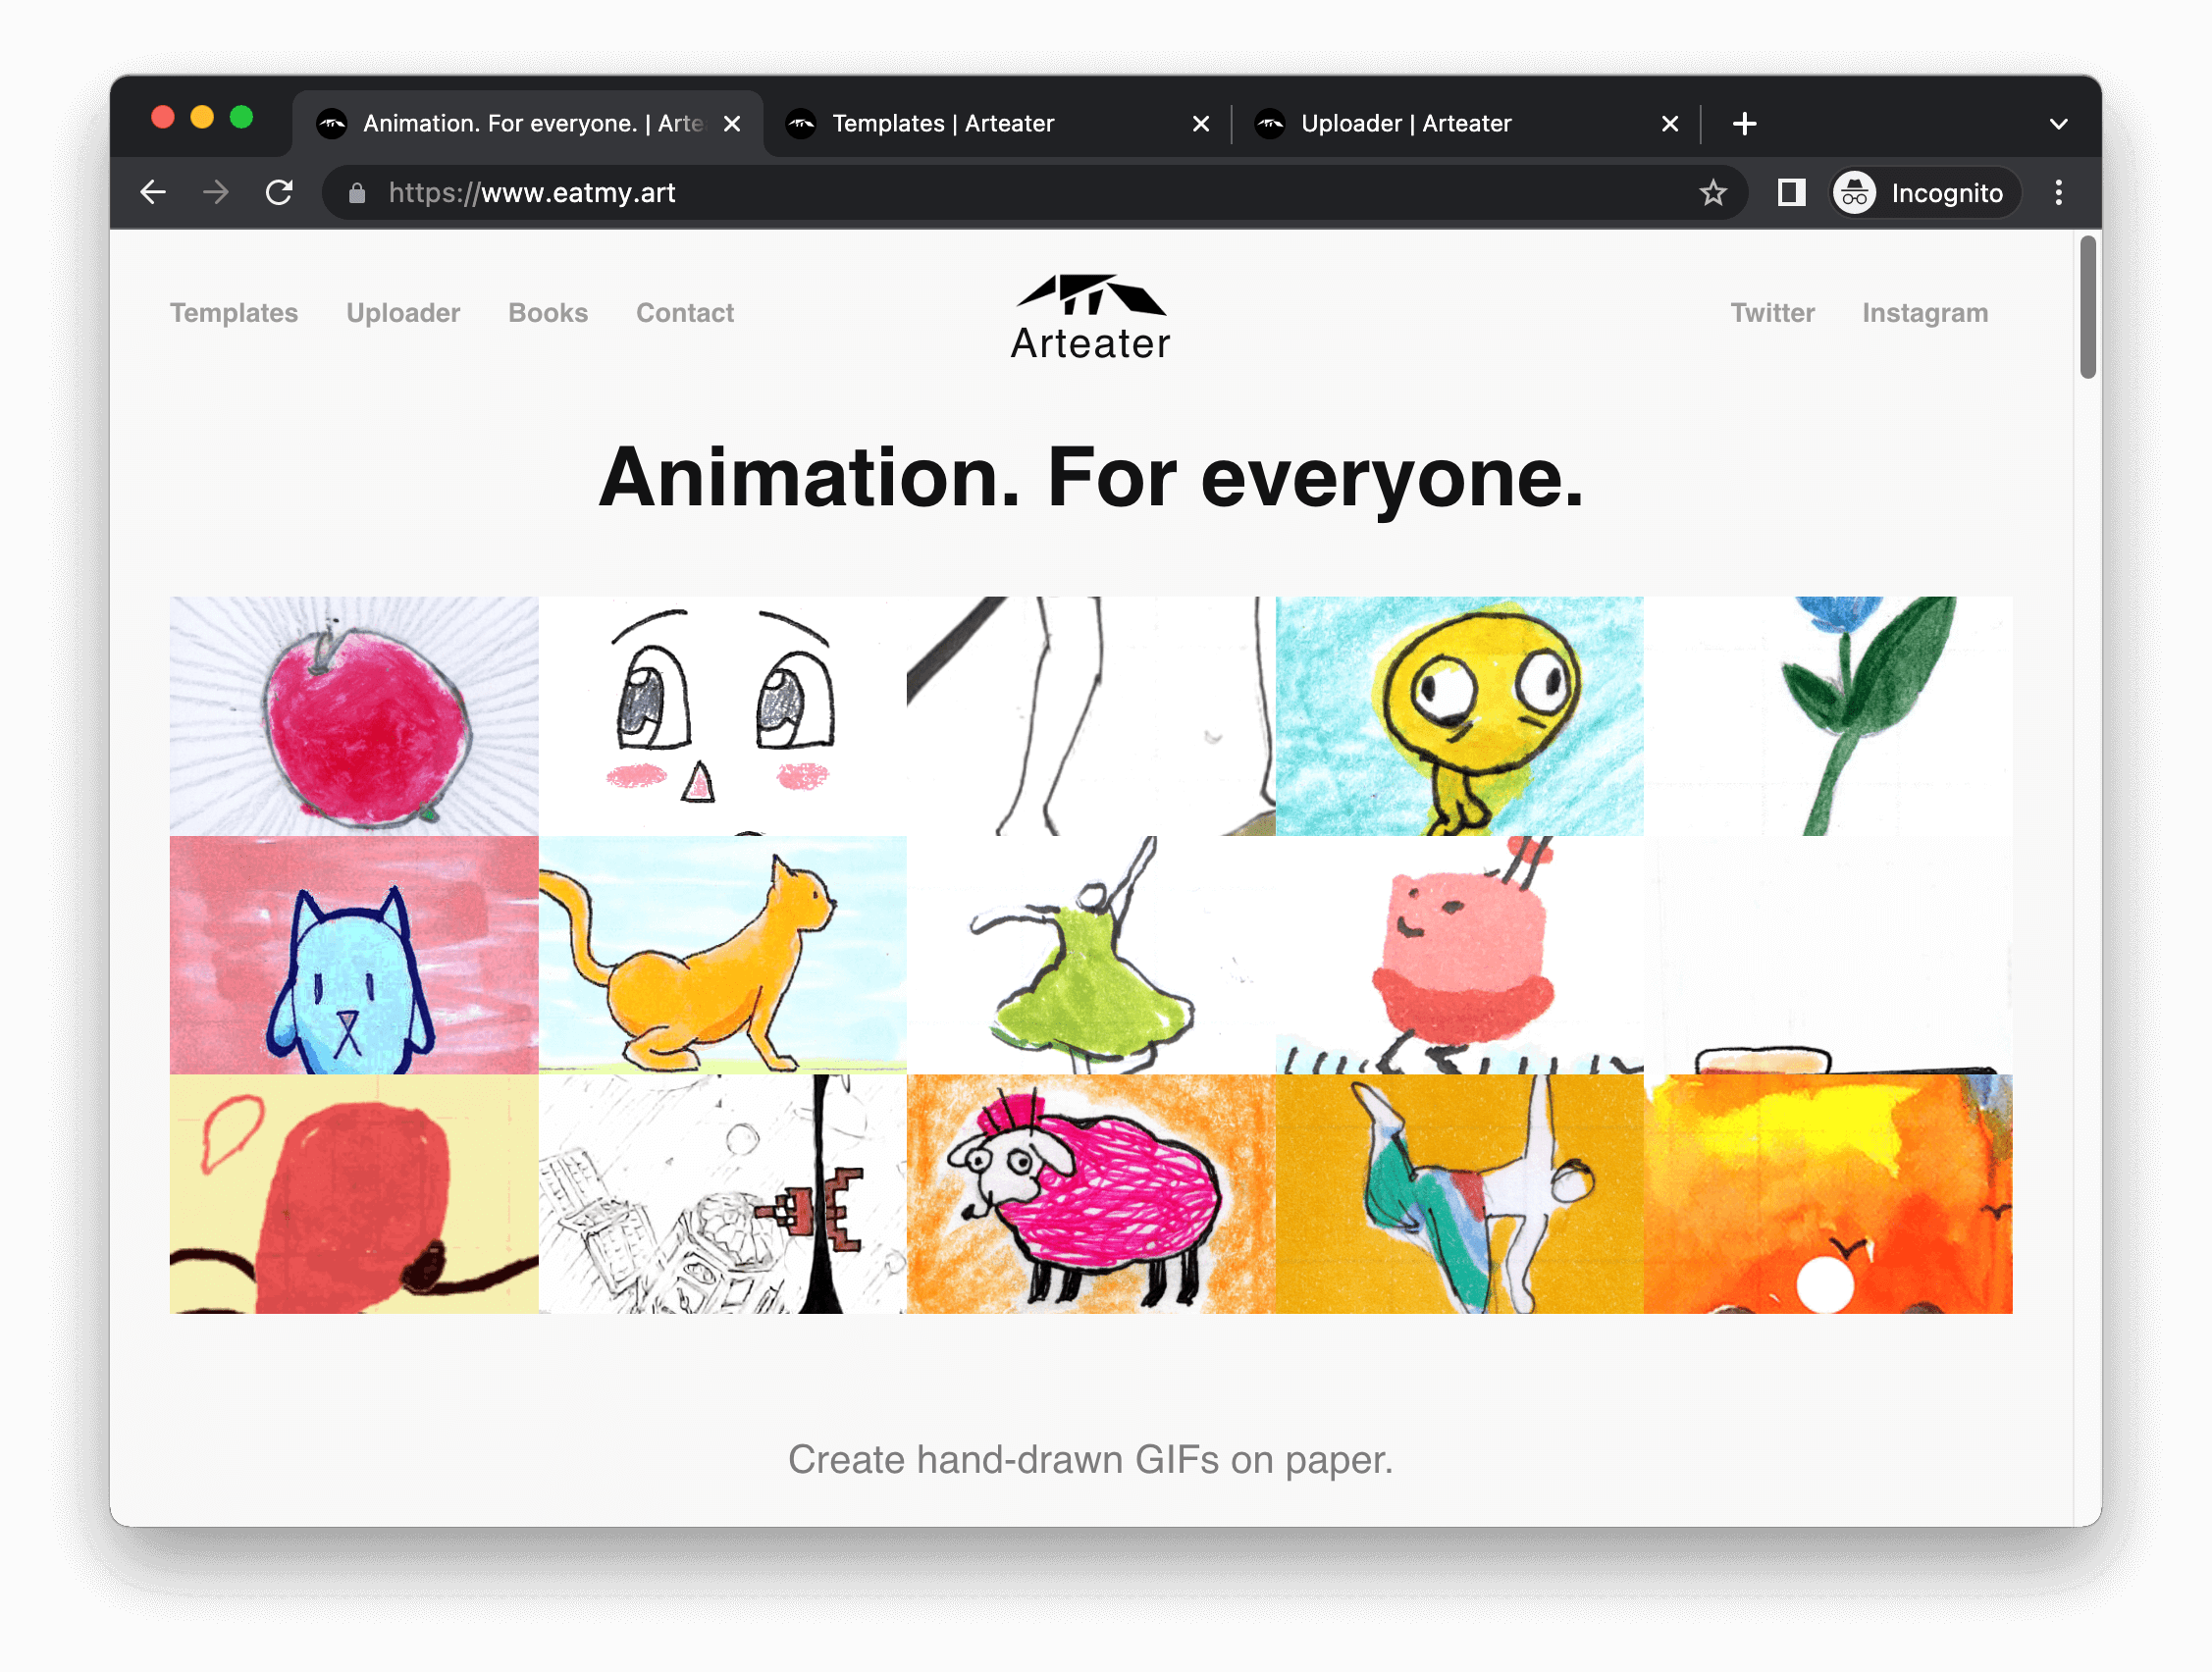 Animation. For everyone. | Arte
Templates | Arteater
Uploader | Arteater
https://www.eatmy.art
Incognito
Templates Uploader Books Contact
Arteater
Twitter Instagram
Animation. For everyone.
Create hand-drawn GIFs on paper.